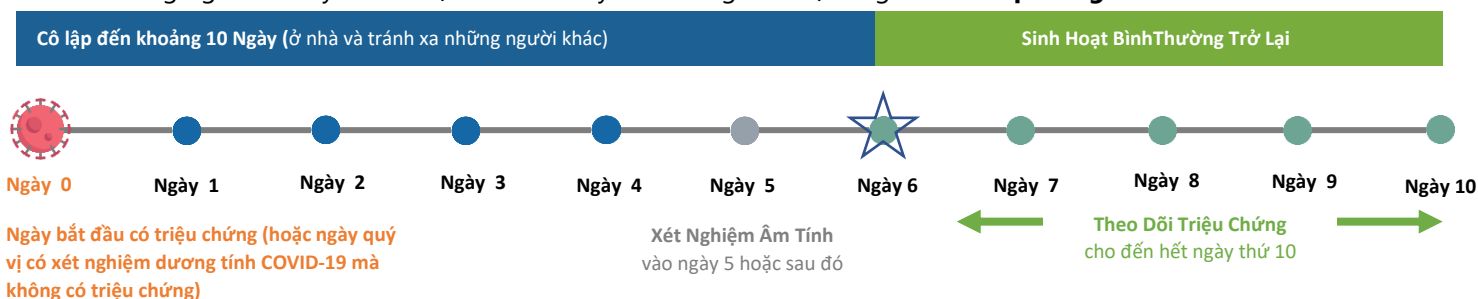 Cô lập đến khoảng 10 Ngày (ở nhà và tránh xa những người khác)
Sinh Hoạt BìnhThường Trở Lại
Ngày 0
Ngày 1
Ngày 2
Ngày 3
Ngày 4
Ngày 5
Ngày 6
Ngày 7
Ngày 8
Ngày 9
Ngày 10
Ngày bắt đầu có triệu chứng (hoặc ngày quý
vị có xét nghiệm dương tính COVID-19 mà
không có triệu chứng)
Xét Nghiệm Âm Tính
vào ngày 5 hoặc sau đó
Theo Dõi Triệu Chứng
cho đến hết ngày thứ 10